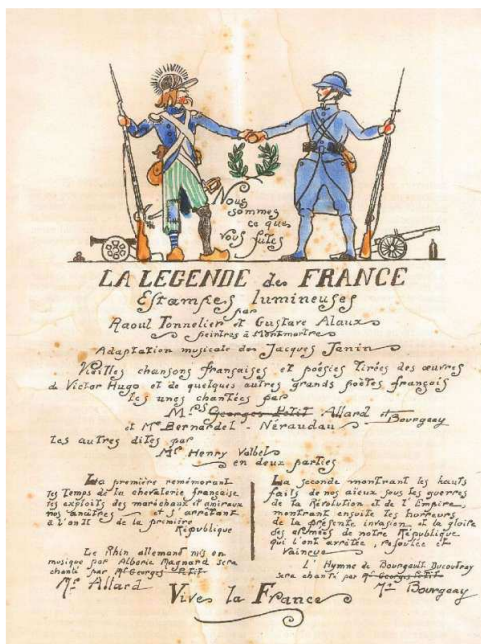 Nous
sommes
ce que
vous fûtes
LA LEGENDE de FRANCE
Estampes lumineuses
par
Raoul Tonnelier et Gustave Alaux
peintres à Montmartre
Adaptation musicale de Jacques Janin
Vieilles chansons françaises et poésies tirées des œuvres
de Victor Hugo et de quelques autres grands poètes français
Les unes chantées par
Mrs Georges Petit Allard et Bourgeay
et Me Bernardel-Néraudau
Les autres dites par
Mr Henry Valbel
en deux parties
La première remémorant
les temps de la chevalerie française
les exploits des maréchaux et amiraux
nos ancêtres et s'arrêtant
à l'an II de la première
République
Le Rhin allemand mis en
musique par Albéric Magnard sera
chanté par Mr Georges Petit
Mr Allard
La seconde montrant les hauts
faits de nos aïeux sous les guerres
de la Révolution et de l'Empire
montrant ensuite les horreurs
de la présente invasion et la gloire
des armées de notre République
qui l'ont arrêtée, refoulée et
vaincue
L'Hymne de Bourgault Ducoudray
sera chanté par Mr Georges Petit
Mr Bourgeay
Vive la France